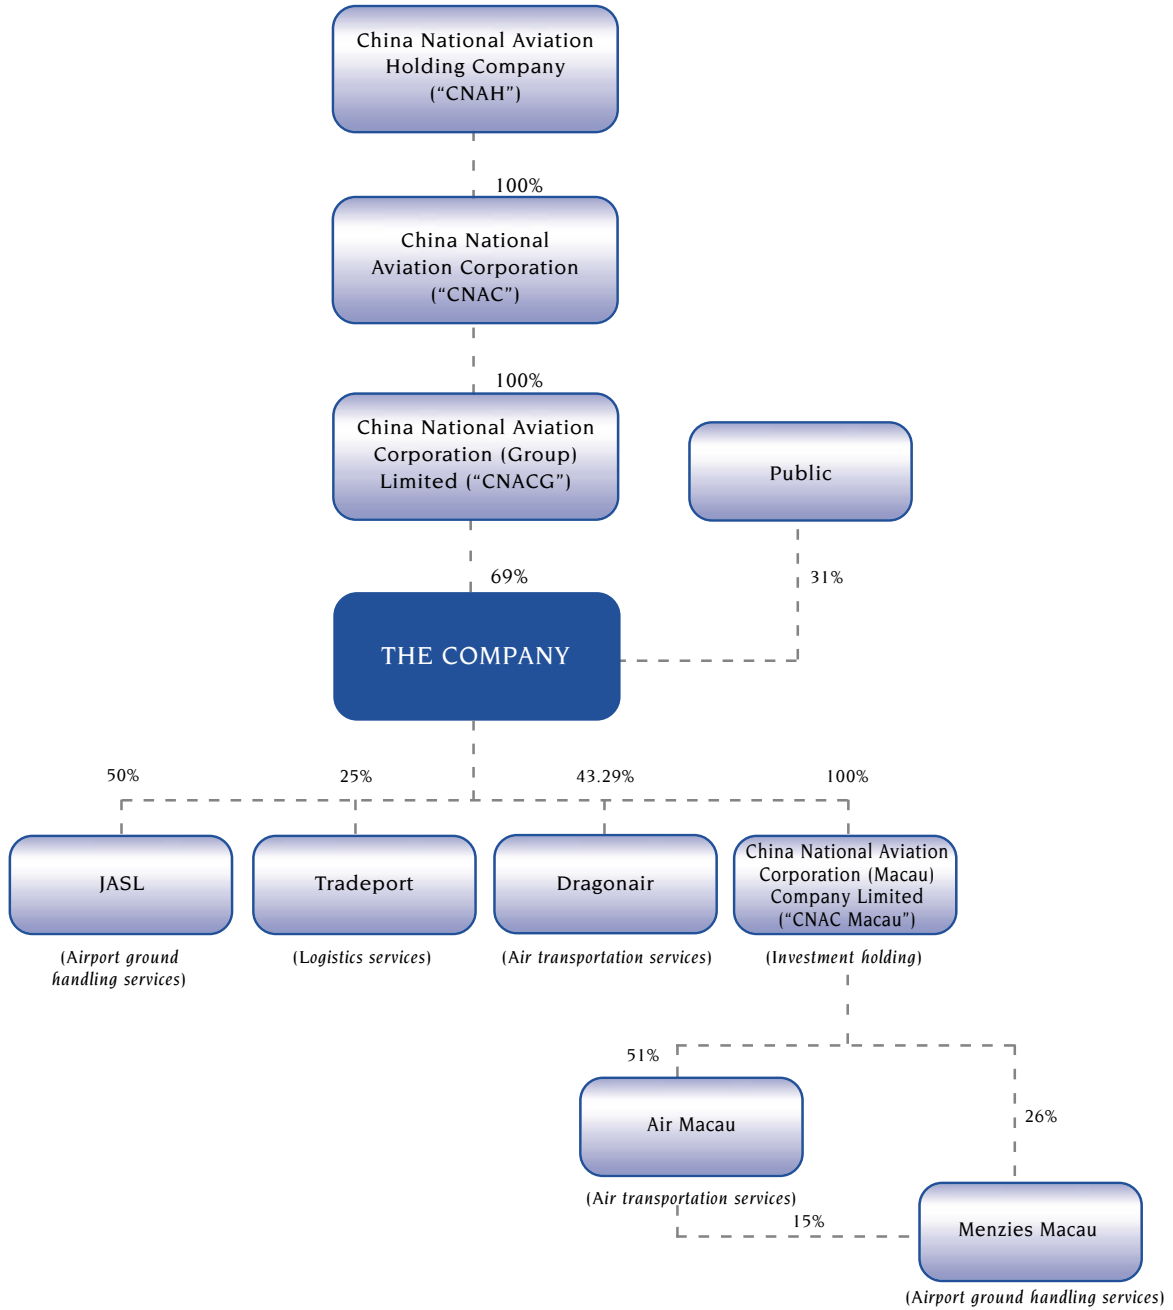 China National Aviation
Holding Company
(“CNAH”)
100%
China National
Aviation Corporation
(“CNAC”)
100%
China National Aviation
Corporation (Group)
Limited (“CNACG”)
Public
69%
31%
THE COMPANY
50%
25%
43.29%
100%
JASL
Tradeport
Dragonair
China National Aviation
Corporation (Macau)
Company Limited
(“CNAC Macau”)
(Airport ground
handling services)
(Logistics services)
(Air transportation services)
(Investment holding)
51%
Air Macau
26%
(Air transportation services)
15%
Menzies Macau
(Airport ground handling services)